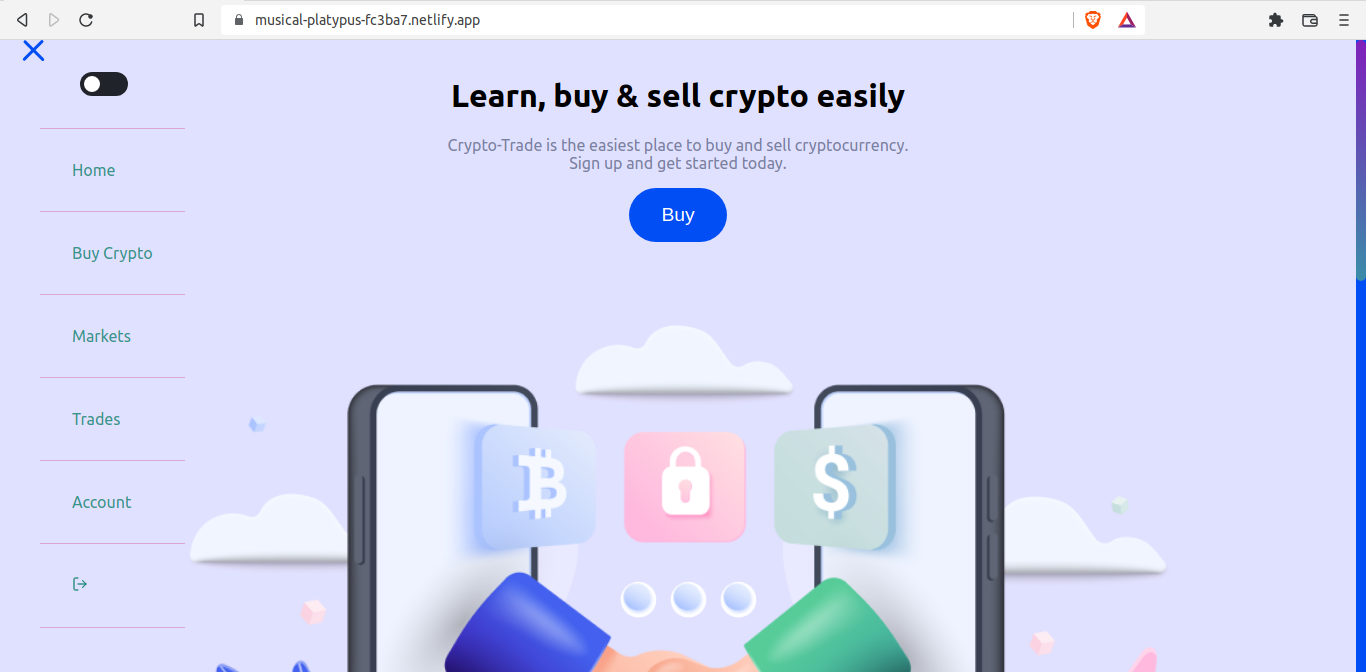 musical-platypus-fc3ba7.netlify.app
Learn, buy & sell crypto easily
Crypto-Trade is the easiest place to buy and sell cryptocurrency.
Sign up and get started today.
Buy
Home
Buy Crypto
Markets
Trades
Account